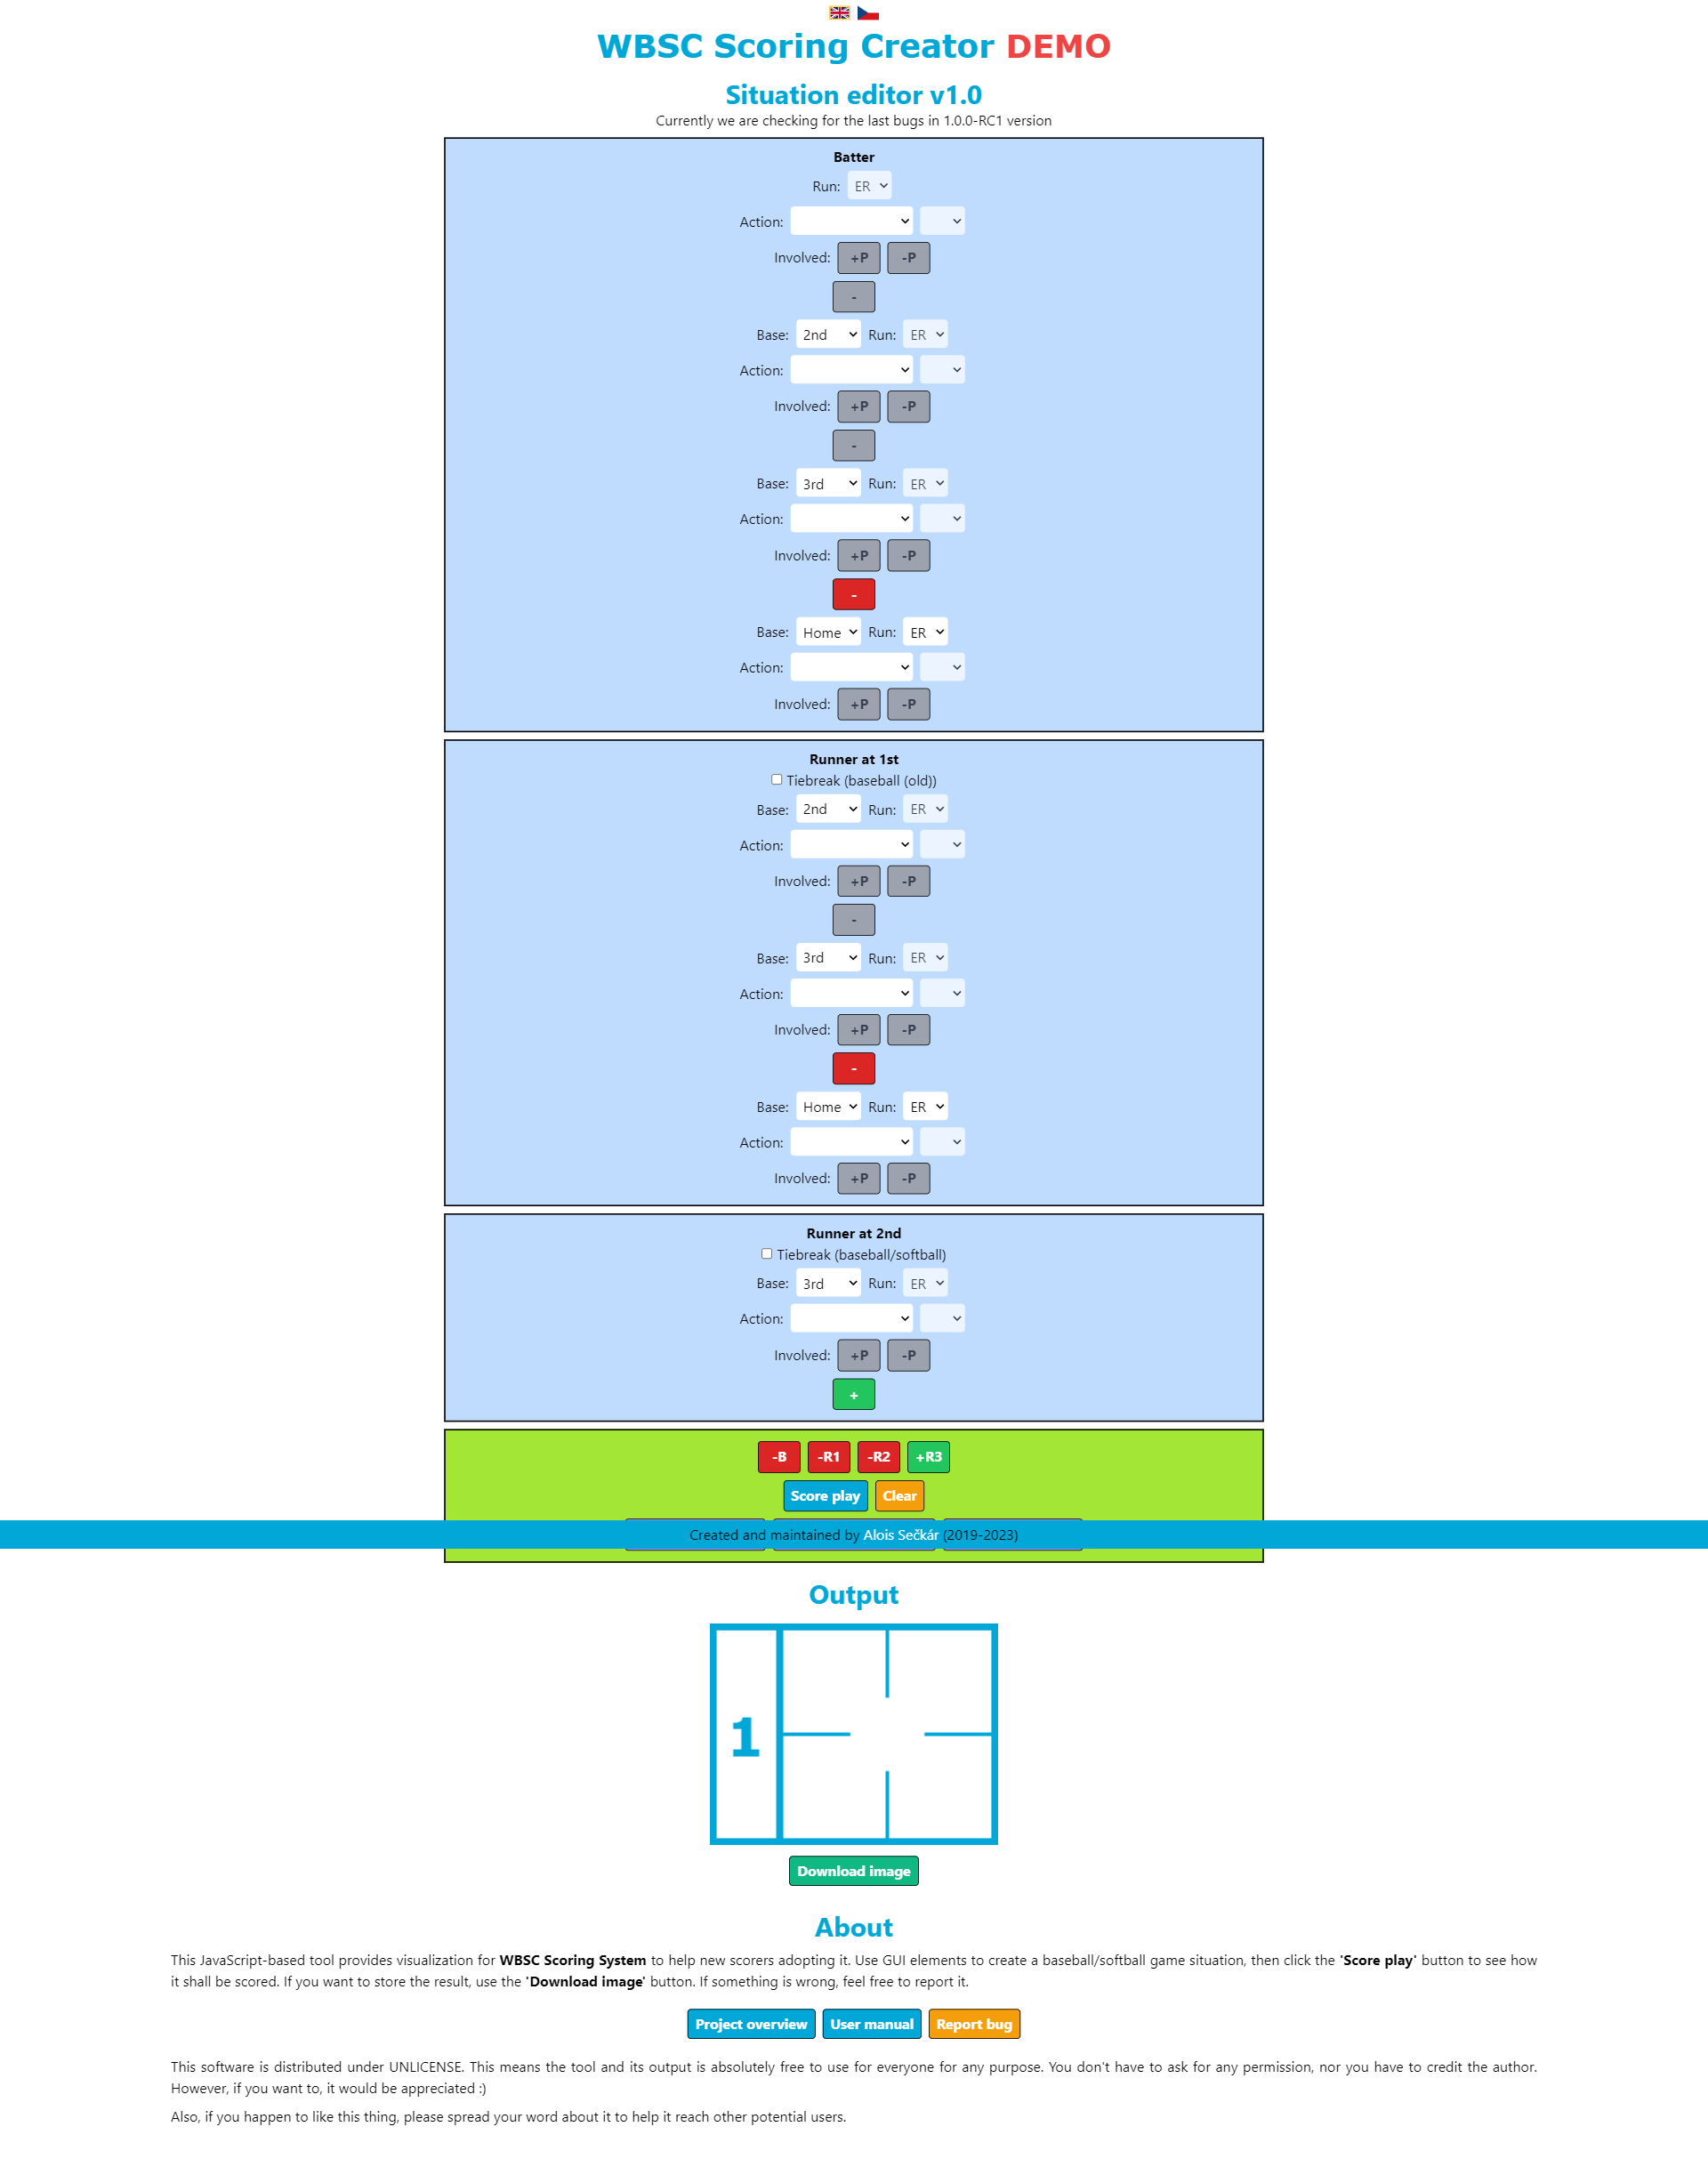 WBSC Scoring Creator DEMO
Situation editor v1.0
Currently we are checking for the last bugs in 1.0.0-RC1 version
Batter
Run: ER
Action:
Involved: +P -P
-
Base: 2nd Run: ER
Action:
Involved: +P -P
-
Base: 3rd Run: ER
Action:
Involved: +P -P
-
Base: Home Run: ER
Action:
Involved: +P -P
Runner at 1st
Tiebreak (baseball (old))
Base: 2nd Run: ER
Action:
Involved: +P -P
-
Base: 3rd Run: ER
Action:
Involved: +P -P
-
Base: Home Run: ER
Action:
Involved: +P -P
Runner at 2nd
Tiebreak (baseball/softball)
Base: 3rd Run: ER
Action:
Involved: +P -P
+
-B -R1 -R2 +R3
Score play Clear
Created and maintained by Alois Sečkár (2019-2023)
Output
1
Download image
About
This JavaScript-based tool provides visualization for WBSC Scoring System to help new scorers adopting it. Use GUI elements to create a baseball/softball game situation, then click the 'Score play' button to see how
it shall be scored. If you want to store the result, use the 'Download image' button. If something is wrong, feel free to report it.
Project overview User manual Report bug
This software is distributed under UNLICENSE. This means the tool and its output is absolutely free to use for everyone for any purpose. You don't have to ask for any permission, nor you have to credit the author.
However, if you want to, it would be appreciated :)
Also, if you happen to like this thing, please spread your word about it to help it reach other potential users.